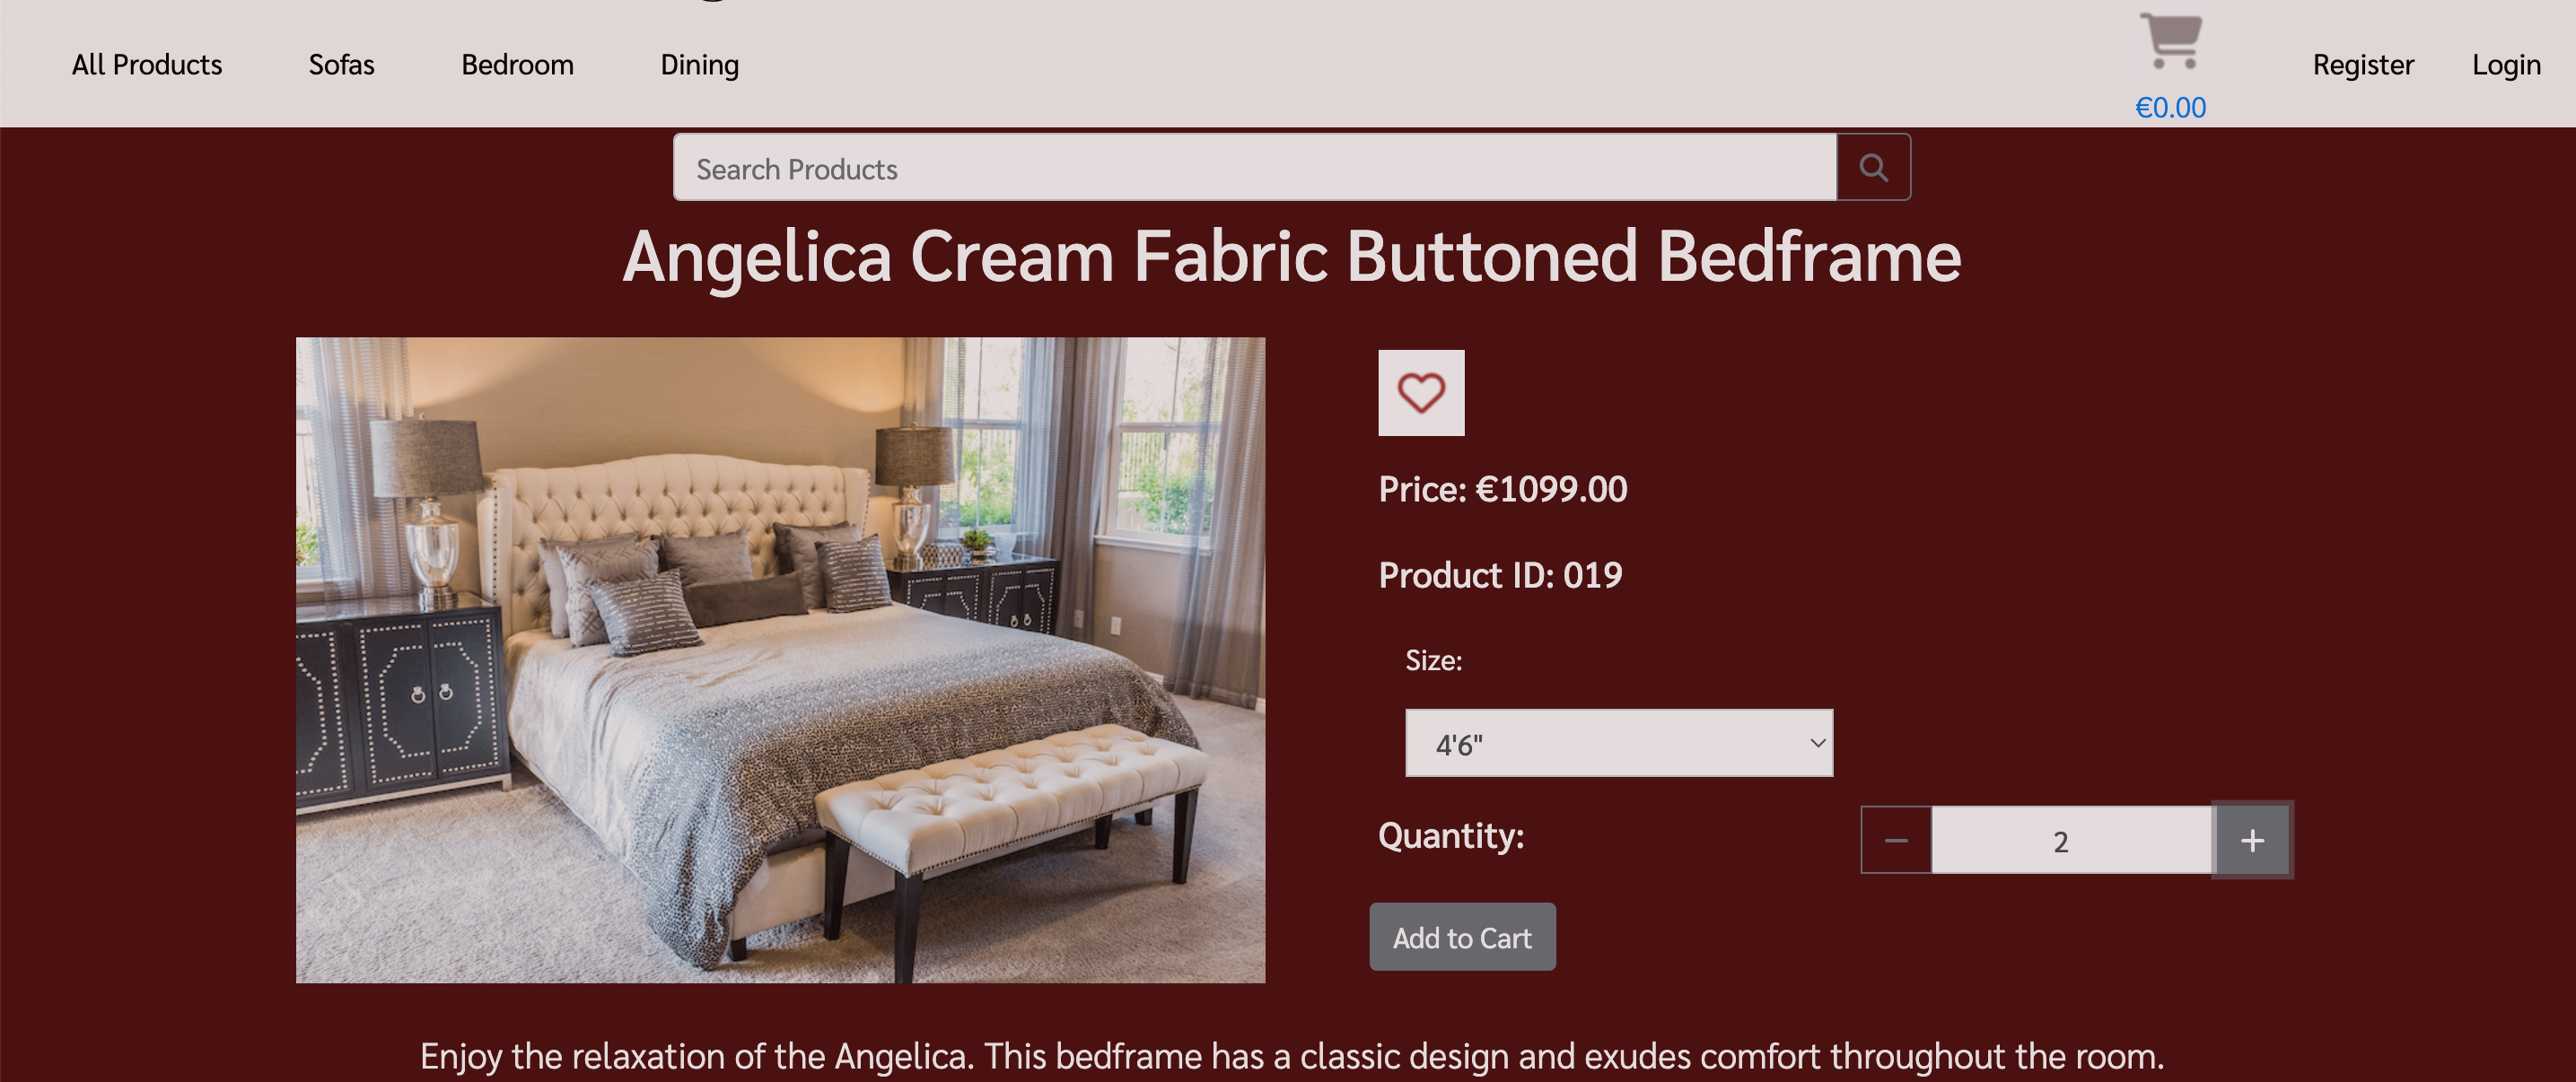 All Products Sofas Bedroom Dining Register Login
€0.00
Search Products
Angelica Cream Fabric Buttoned Bedframe
Price: €1099.00
Product ID: 019
Size:
4'6"
Quantity: − 2 +
Add to Cart
Enjoy the relaxation of the Angelica. This bedframe has a classic design and exudes comfort throughout the room.